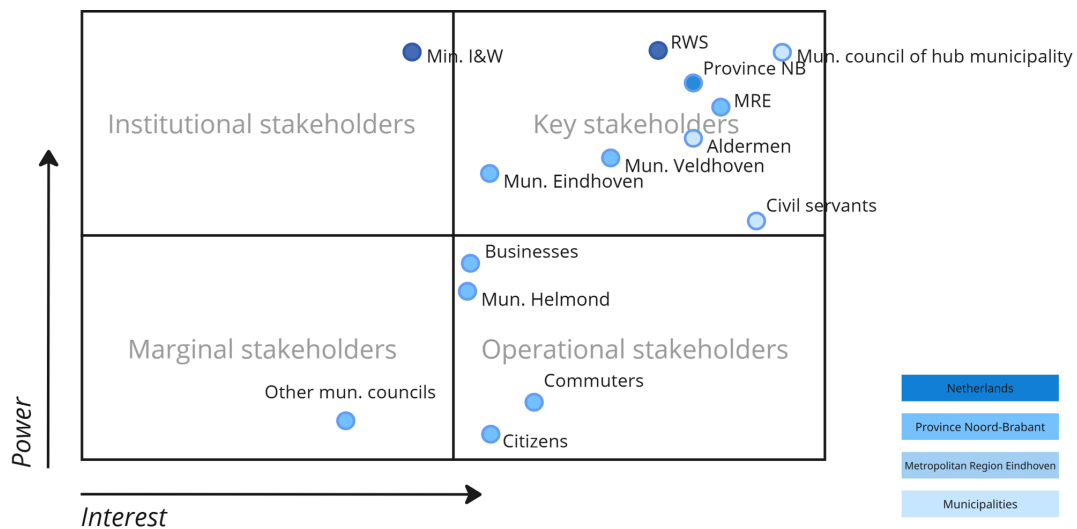 RWS
Min. I&W
Mun. council of hub municipality
Province NB
MRE
Institutional stakeholders
Key stakeholders
Aldermen
Mun. Veldhoven
Mun. Eindhoven
Civil servants
Businesses
Mun. Helmond
Marginal stakeholders
Operational stakeholders
Commuters
Other mun. councils
Citizens
Power
Interest
Netherlands
Province Noord-Brabant
Metropolitan Region Eindhoven
Municipalities